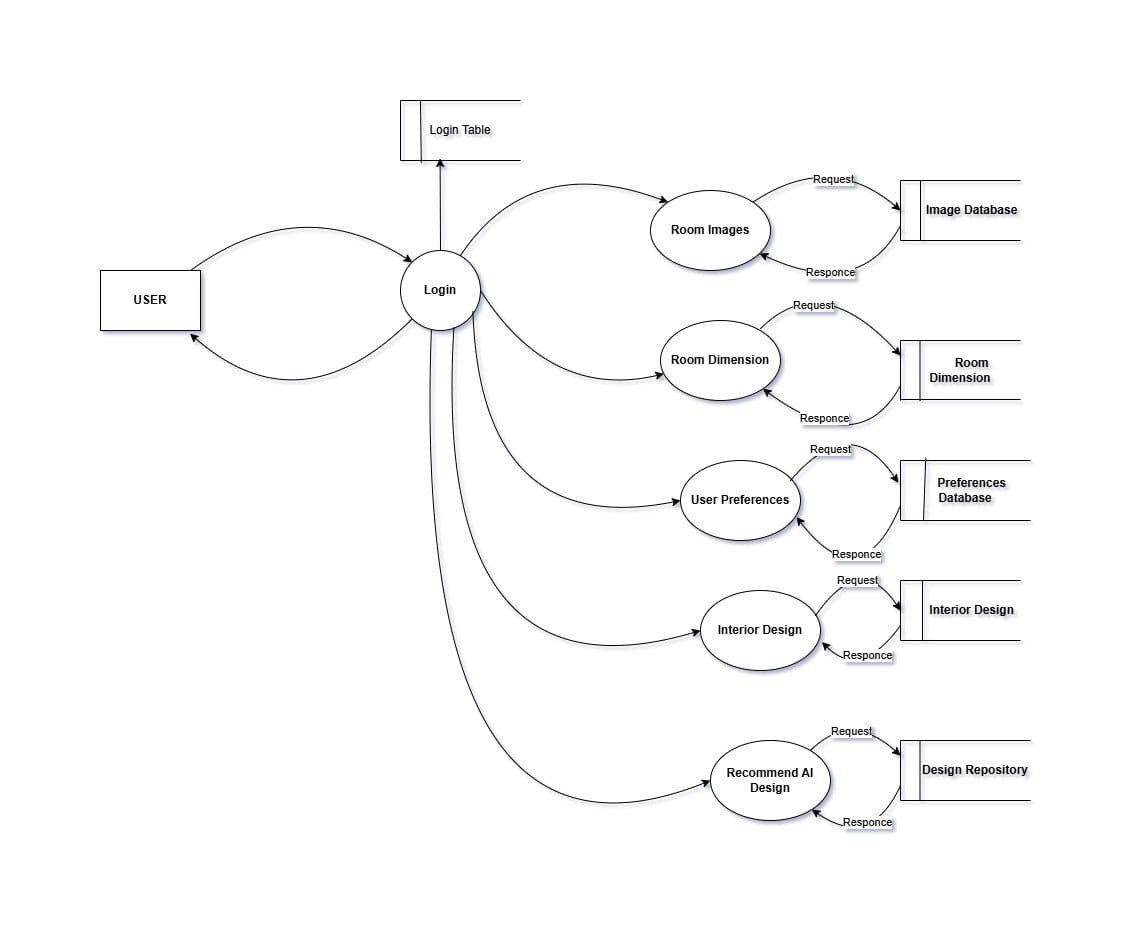 Login Table
Request
Room Images
Image Database
Responce
USER
Login
Request
Room Dimension
Room
Dimension
Responce
Request
User Preferences
Preferences
Database
Responce
Request
Interior Design
Interior Design
Responce
Request
Recommend AI
Design
Design Repository
Responce